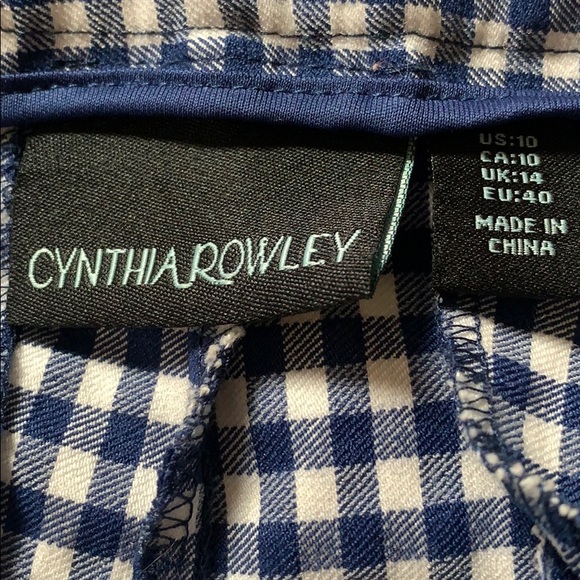 CYNTHIA ROWLEY
US:10
CA:10
UK:14
EU:40
MADE IN
CHINA